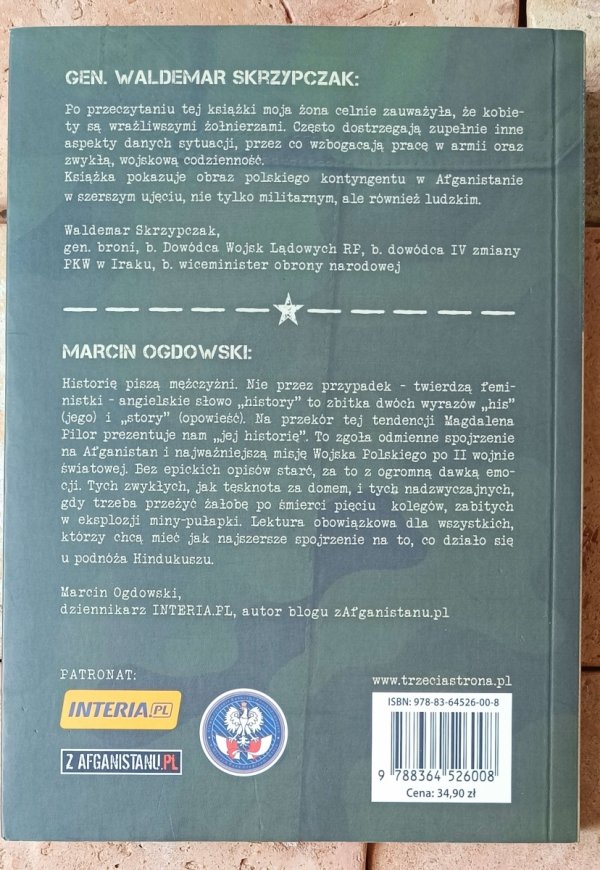 GEN. WALDEMAR SKRZYPCZAK:
Po przeczytaniu tej książki moja żona celnie zauważyła, że kobie-
ty są wrażliwszymi żołnierzami. Często dostrzegają zupełnie inne
aspekty danych sytuacji, przez co wzbogacają pracę w armii oraz
zwykłą, wojskową codzienność.
Książka pokazuje obraz polskiego kontyngentu w Afganistanie
w szerszym ujęciu, nie tylko militarnym, ale również ludzkim.
Waldemar Skrzypczak,
gen. broni, b. Dowódca Wojsk Lądowych RP, b. dowódca IV zmiany
PKW w Iraku, b. wiceminister obrony narodowej
MARCIN OGDOWSKI:
Historię piszą mężczyźni. Nie przez przypadek - twierdzą femi-
nistki - angielskie słowo „history" to zbitka dwóch wyrazów „his"
(jego) i „story" (opowieść). Na przekór tej tendencji Magdalena
Pilor prezentuje nam „jej historię". To zgoła odmienne spojrzenie
na Afganistan i najważniejszą misję Wojska Polskiego po II wojnie
światowej. Bez epickich opisów starć, za to z ogromną dawką emo-
cji. Tych zwykłych, jak tęsknota za domem, i tych nadzwyczajnych,
gdy trzeba przeżyć żałobę po śmierci pięciu kolegów, zabitych
w eksplozji miny-pułapki. Lektura obowiązkowa dla wszystkich,
którzy chcą mieć jak najszersze spojrzenie na to, co działo się
u podnóża Hindukuszu.
Marcin Ogdowski,
dziennikarz INTERIA.PL, autor blogu zAfganistanu.pl
PATRONAT:
www.trzeciastrona.pl
INTERIA.PL
Z AFGANISTANU.PL
ISBN: 978-83-64526-00-8
9 788364 526008
Cena: 34,90 zł